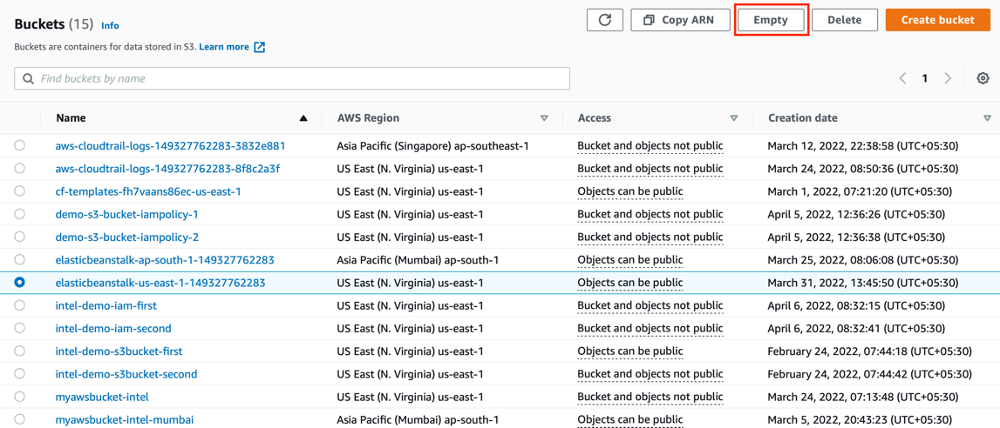 Buckets (15) Info
Copy ARN Empty Delete Create bucket
Buckets are containers for data stored in S3. Learn more
Find buckets by name 1
Name AWS Region Access Creation date
aws-cloudtrail-logs-149327762283-3832e881 Asia Pacific (Singapore) ap-southeast-1 Bucket and objects not public March 12, 2022, 22:38:58 (UTC+05:30)
aws-cloudtrail-logs-149327762283-8f8c2a3f US East (N. Virginia) us-east-1 Bucket and objects not public March 24, 2022, 08:50:36 (UTC+05:30)
cf-templates-fh7vaans86ec-us-east-1 US East (N. Virginia) us-east-1 Objects can be public March 1, 2022, 07:21:20 (UTC+05:30)
demo-s3-bucket-iampolicy-1 US East (N. Virginia) us-east-1 Bucket and objects not public April 5, 2022, 12:36:26 (UTC+05:30)
demo-s3-bucket-iampolicy-2 US East (N. Virginia) us-east-1 Bucket and objects not public April 5, 2022, 12:36:38 (UTC+05:30)
elasticbeanstalk-ap-south-1-149327762283 Asia Pacific (Mumbai) ap-south-1 Objects can be public March 25, 2022, 08:06:08 (UTC+05:30)
elasticbeanstalk-us-east-1-149327762283 US East (N. Virginia) us-east-1 Objects can be public March 31, 2022, 13:45:50 (UTC+05:30)
intel-demo-iam-first US East (N. Virginia) us-east-1 Bucket and objects not public April 6, 2022, 08:32:15 (UTC+05:30)
intel-demo-iam-second US East (N. Virginia) us-east-1 Bucket and objects not public April 6, 2022, 08:32:41 (UTC+05:30)
intel-demo-s3bucket-first US East (N. Virginia) us-east-1 Objects can be public February 24, 2022, 07:44:18 (UTC+05:30)
intel-demo-s3bucket-second US East (N. Virginia) us-east-1 Bucket and objects not public February 24, 2022, 07:44:42 (UTC+05:30)
myawsbucket-intel US East (N. Virginia) us-east-1 Bucket and objects not public March 24, 2022, 07:13:48 (UTC+05:30)
myawsbucket-intel-mumbai Asia Pacific (Mumbai) ap-south-1 Objects can be public March 5, 2022, 20:43:23 (UTC+05:30)